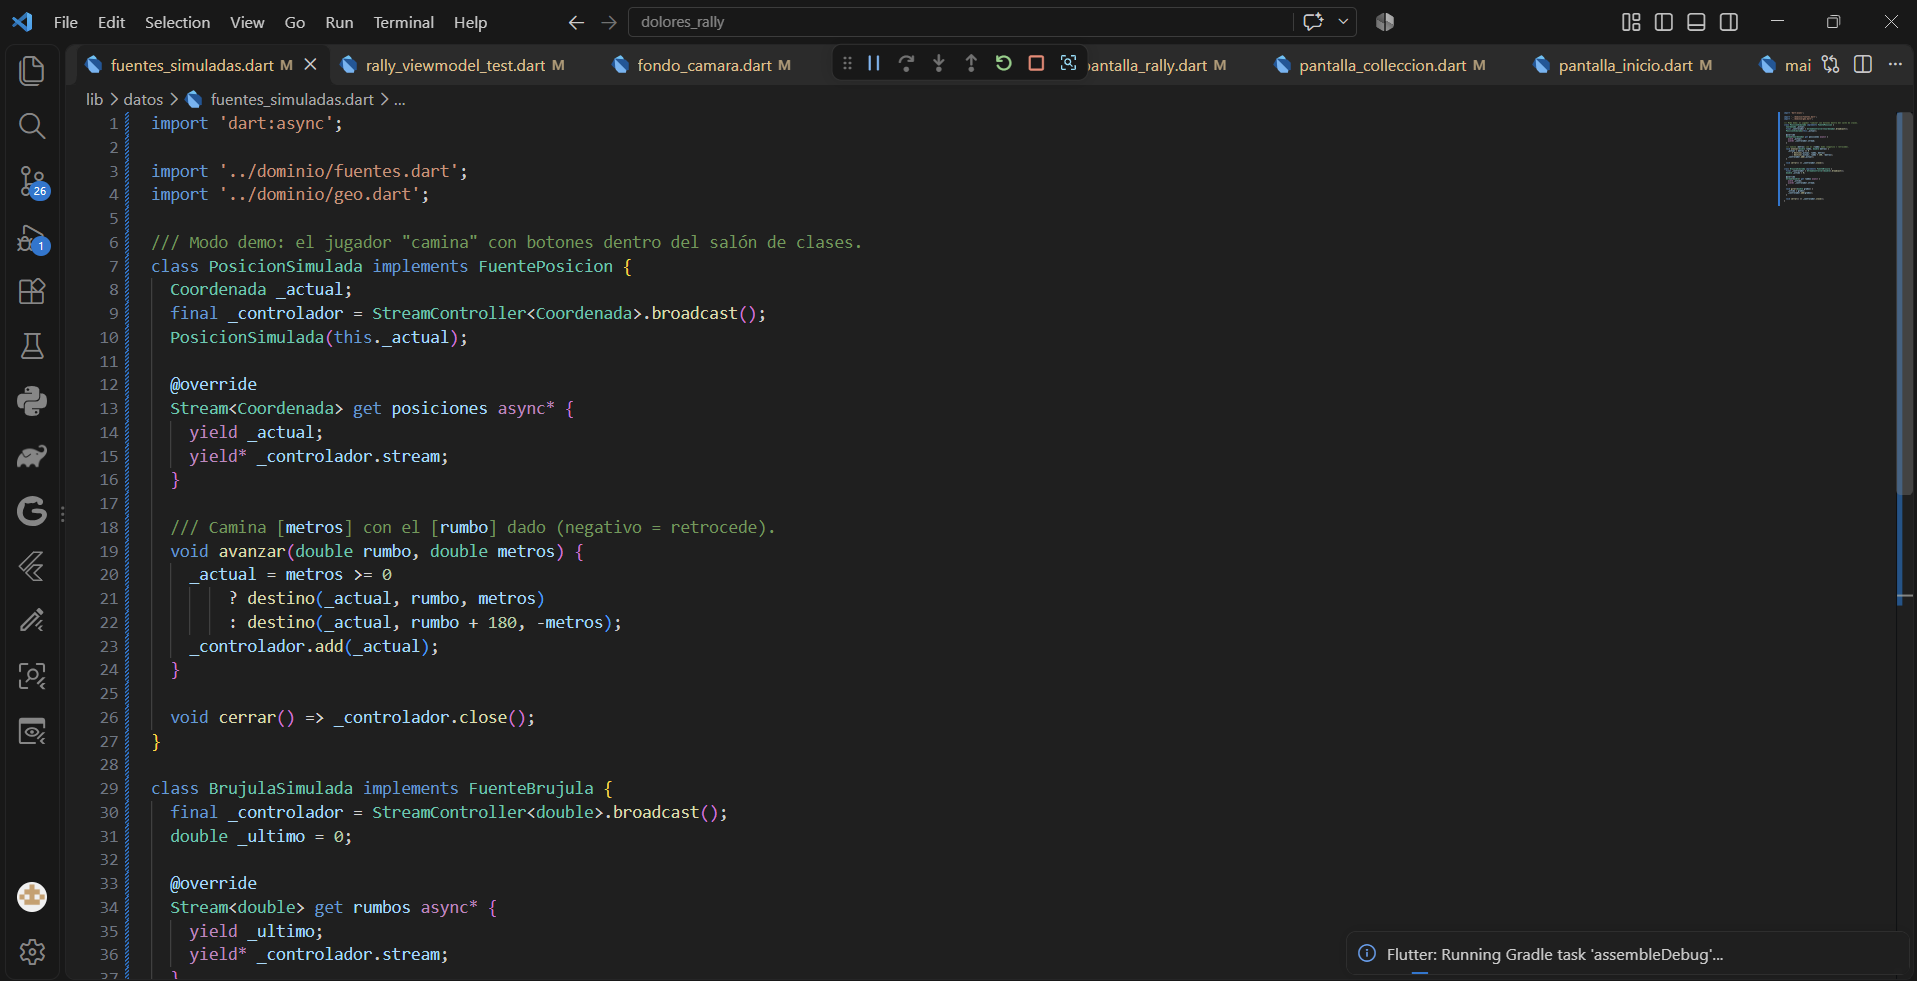 File Edit Selection View Go Run Terminal Help
dolores_rally
fuentes_simuladas.dart M
rally_viewmodel_test.dart M
fondo_camara.dart M
pantalla_rally.dart M
pantalla_colleccion.dart M
pantalla_inicio.dart M
mai
lib > datos > fuentes_simuladas.dart > ...
26
1
1 import 'dart:async';
2
3 import '../dominio/fuentes.dart';
4 import '../dominio/geo.dart';
5
6 /// Modo demo: el jugador "camina" con botones dentro del salón de clases.
7 class PosicionSimulada implements FuentePosicion {
8 Coordenada _actual;
9 final _controlador = StreamController<Coordenada>.broadcast();
10 PosicionSimulada(this._actual);
11
12 @override
13 Stream<Coordenada> get posiciones async* {
14 yield _actual;
15 yield* _controlador.stream;
16 }
17
18 /// Camina [metros] con el [rumbo] dado (negativo = retrocede).
19 void avanzar(double rumbo, double metros) {
20 _actual = metros >= 0
21 ? destino(_actual, rumbo, metros)
22 : destino(_actual, rumbo + 180, -metros);
23 _controlador.add(_actual);
24 }
25
26 void cerrar() => _controlador.close();
27 }
28
29 class BrujulaSimulada implements FuenteBrujula {
30 final _controlador = StreamController<double>.broadcast();
31 double _ultimo = 0;
32
33 @override
34 Stream<double> get rumbos async* {
35 yield _ultimo;
36 yield* _controlador.stream;
37 }
Flutter: Running Gradle task 'assembleDebug'...